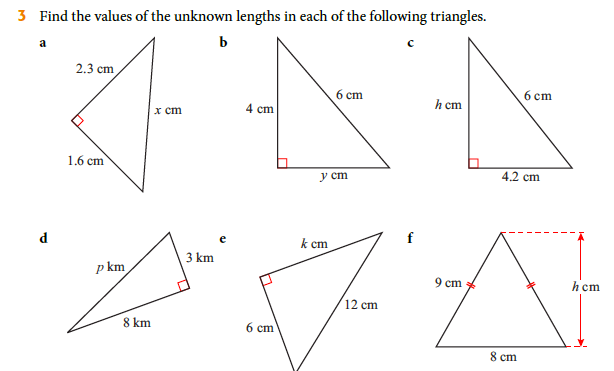 3 Find the values of the unknown lengths in each of the following triangles.
a
2.3 cm
x cm
1.6 cm
b
4 cm
6 cm
y cm
c
h cm
6 cm
4.2 cm
d
p km
3 km
8 km
e
k cm
12 cm
6 cm
f
9 cm
h cm
8 cm